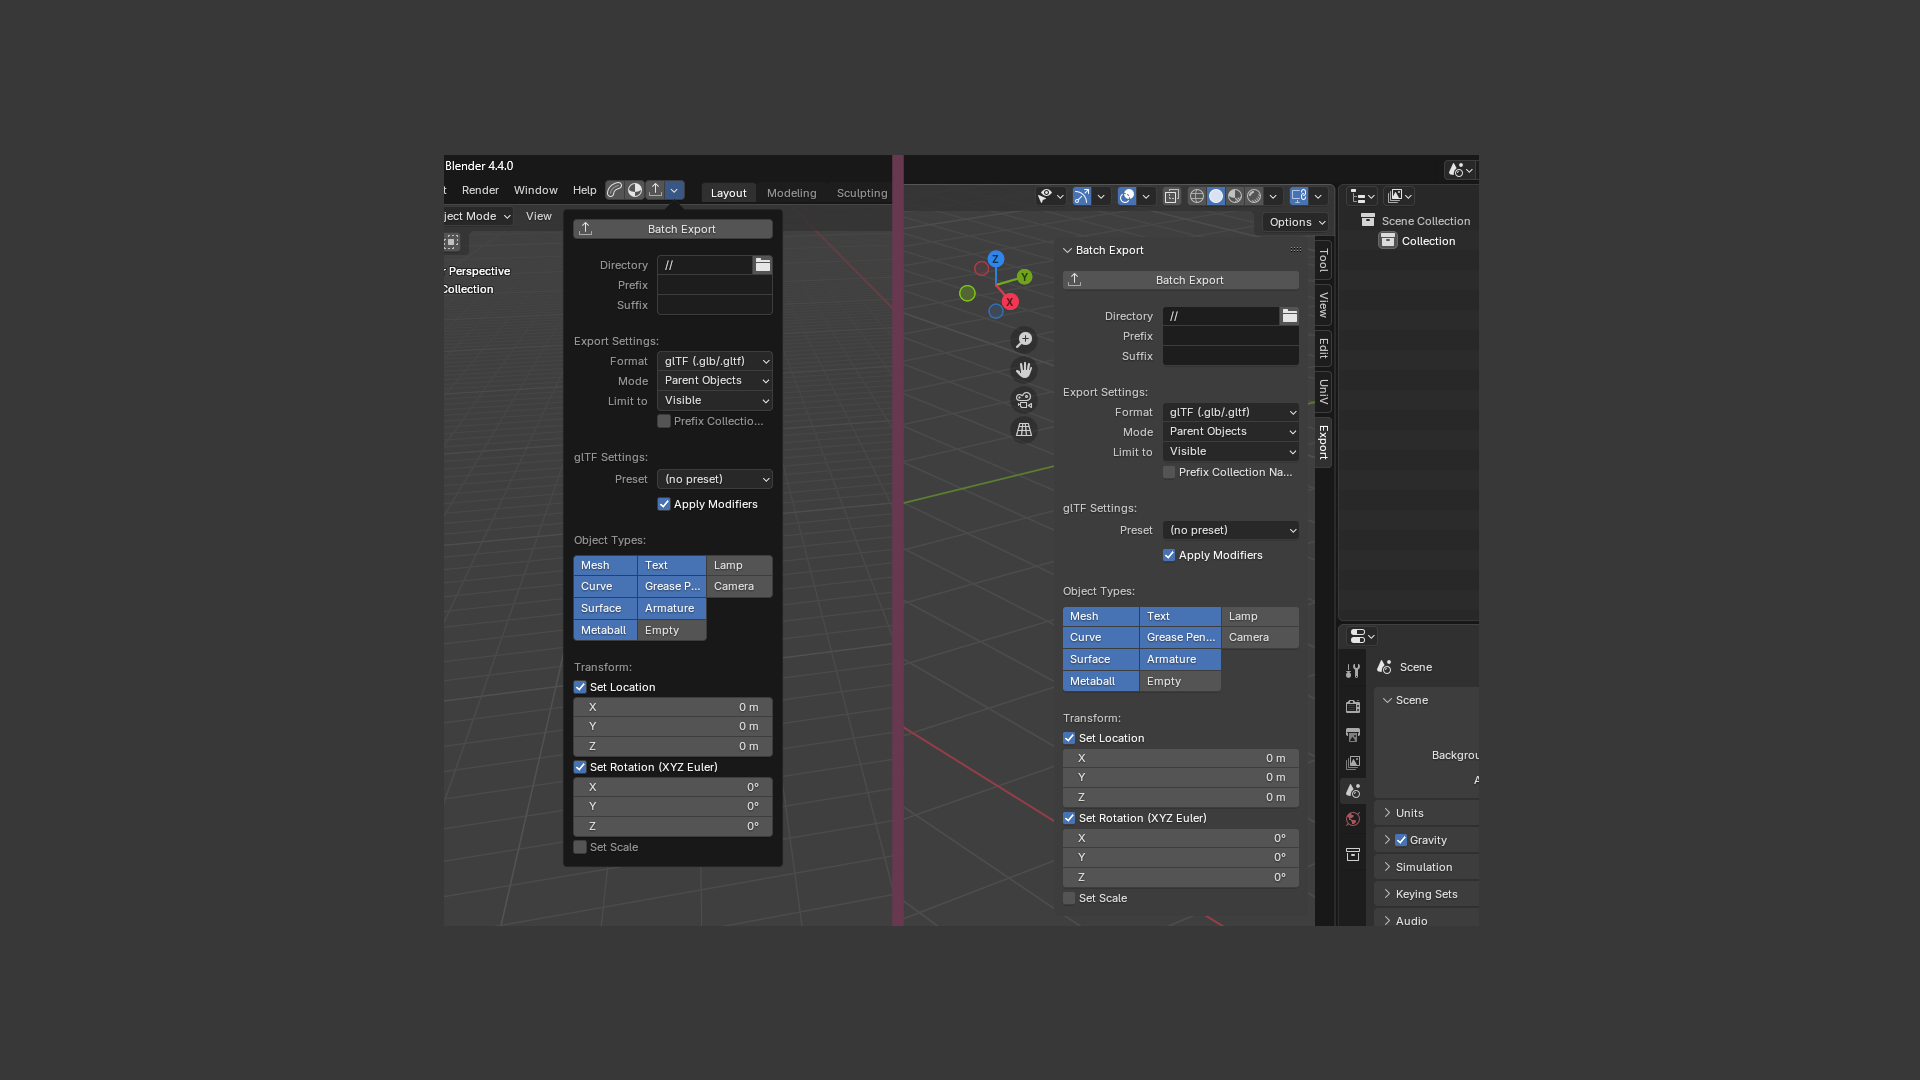 Blender 4.4.0
Render Window Help
Layout Modeling Sculpting
ject Mode View
Perspective
Collection
Batch Export
Directory //
Prefix
Suffix
Export Settings:
Format glTF (.glb/.gltf)
Mode Parent Objects
Limit to Visible
Prefix Collectio...
glTF Settings:
Preset (no preset)
Apply Modifiers
Object Types:
Mesh Text Lamp
Curve Grease P... Camera
Surface Armature
Metaball Empty
Transform:
Set Location
X 0 m
Y 0 m
Z 0 m
Set Rotation (XYZ Euler)
X 0°
Y 0°
Z 0°
Set Scale
Options
Z
Y
X
Batch Export
Batch Export
Directory //
Prefix
Suffix
Export Settings:
Format glTF (.glb/.gltf)
Mode Parent Objects
Limit to Visible
Prefix Collection Na...
glTF Settings:
Preset (no preset)
Apply Modifiers
Object Types:
Mesh Text Lamp
Curve Grease Pen... Camera
Surface Armature
Metaball Empty
Transform:
Set Location
X 0 m
Y 0 m
Z 0 m
Set Rotation (XYZ Euler)
X 0°
Y 0°
Z 0°
Set Scale
Tool
View
Edit
UniV
Export
Scene Collection
Collection
Scene
Scene
Backgrou
Units
Gravity
Simulation
Keying Sets
Audio